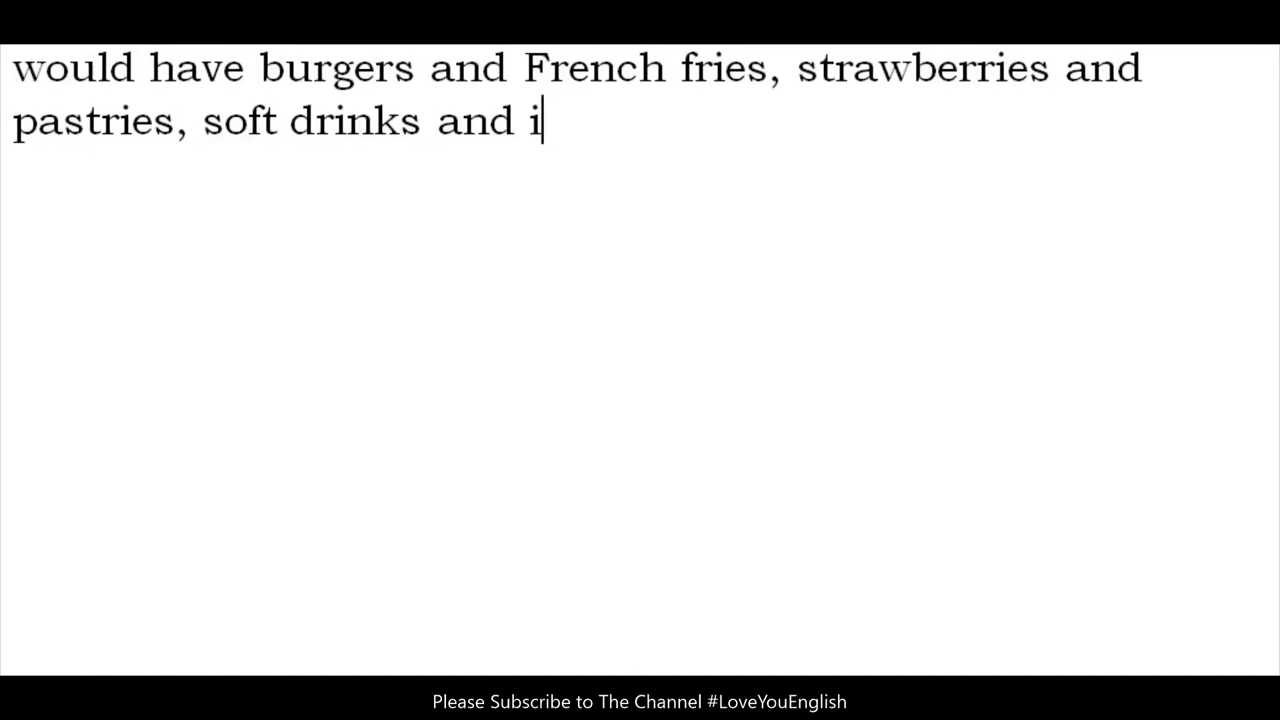 would have burgers and French fries, strawberries and
pastries, soft drinks and i
Please Subscribe to The Channel #LoveYouEnglish